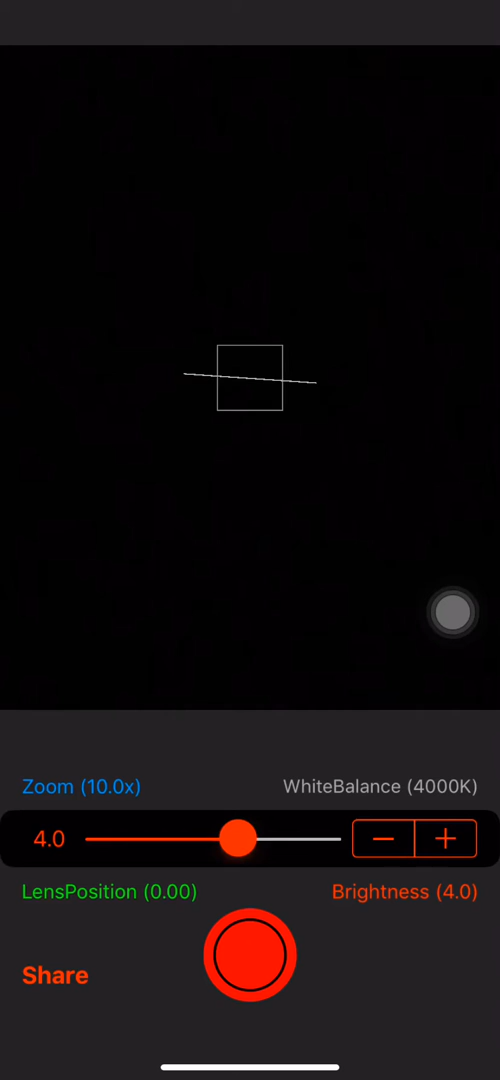 Zoom (10.0x) WhiteBalance (4000K)
4.0 − +
LensPosition (0.00) Brightness (4.0)
Share